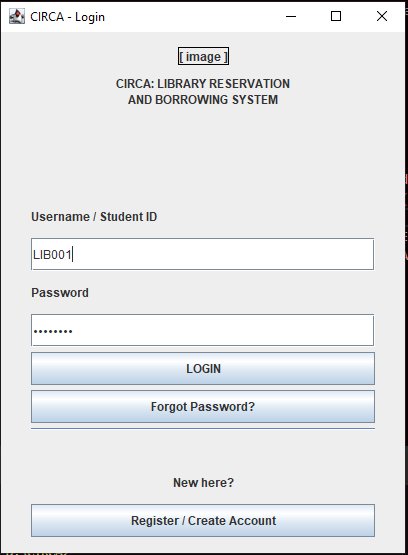 CIRCA - Login
[ image ]
CIRCA: LIBRARY RESERVATION
AND BORROWING SYSTEM
Username / Student ID
LIB001
Password
••••••••
LOGIN
Forgot Password?
New here?
Register / Create Account